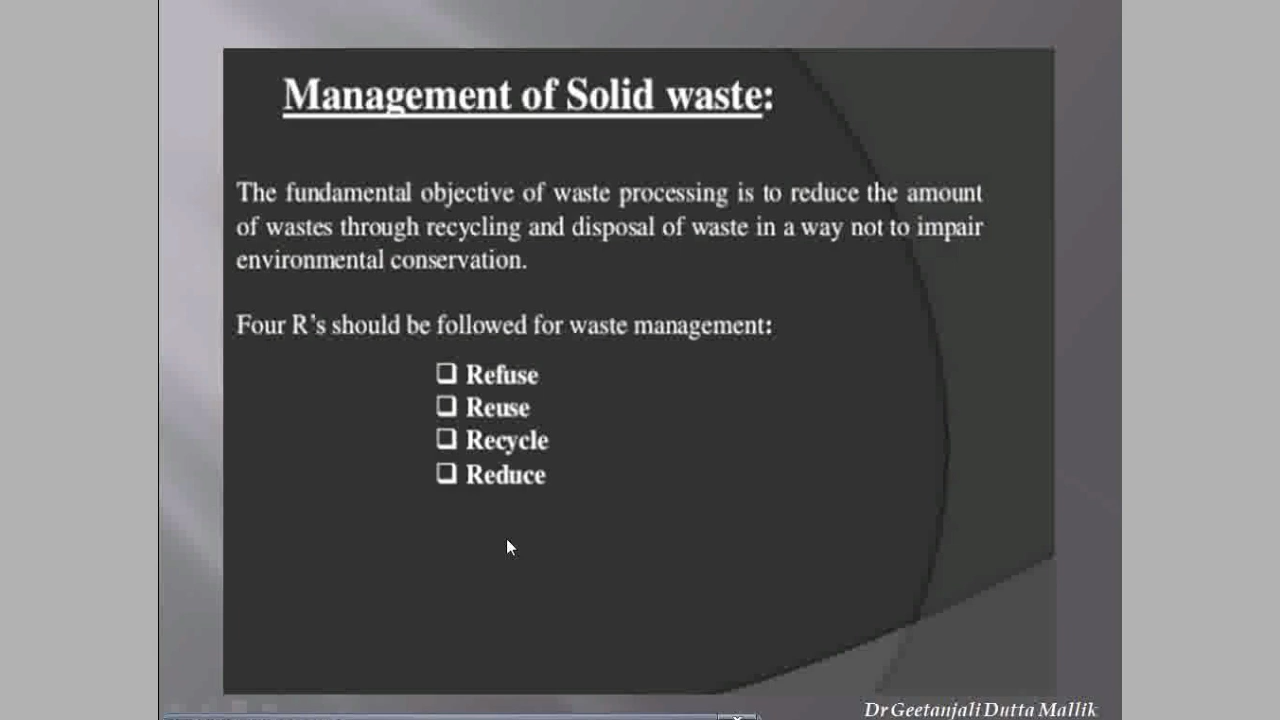 Management of Solid waste:
The fundamental objective of waste processing is to reduce the amount
of wastes through recycling and disposal of waste in a way not to impair
environmental conservation.
Four R’s should be followed for waste management:
❑ Refuse
❑ Reuse
❑ Recycle
❑ Reduce
Dr Geetanjali Dutta Mallik